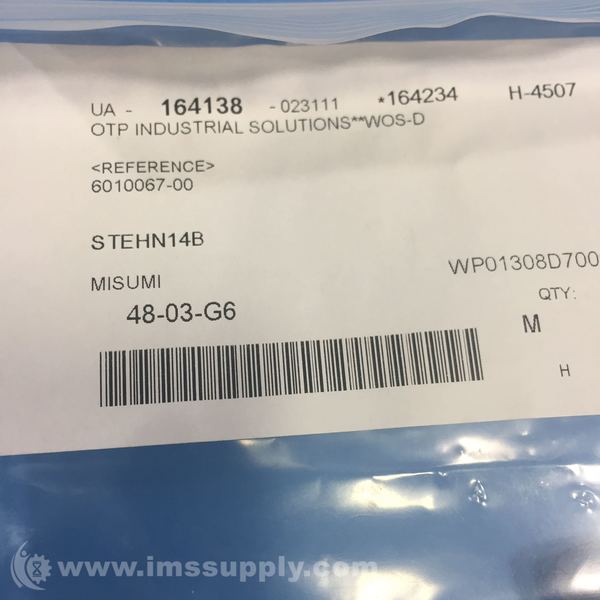 UA - 164138 - 023111 *164234 H-4507
OTP INDUSTRIAL SOLUTIONS**WOS-D
<REFERENCE>
6010067-00
STEHN14B
MISUMI
WP01308D700
48-03-G6
QTY:
M
H
www.imssupply.com